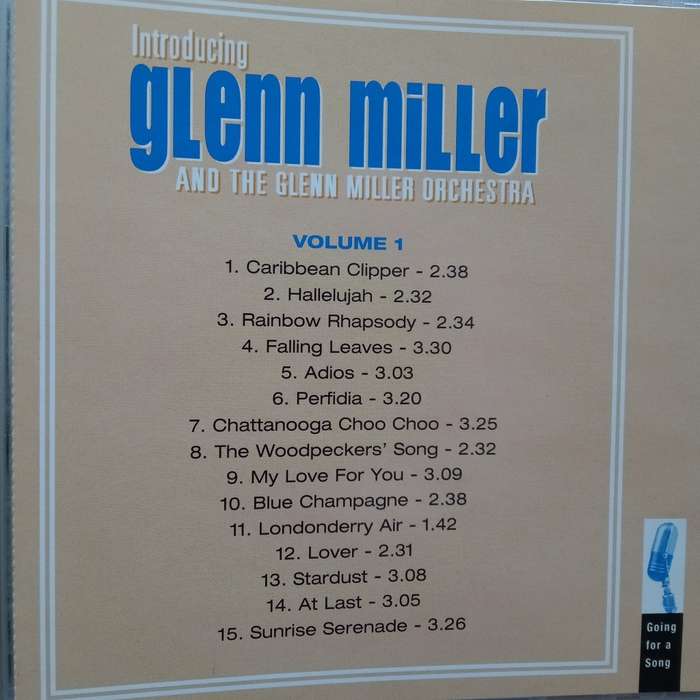 Introducing
gLenn miLLer
AND THE GLENN MILLER ORCHESTRA
VOLUME 1
1. Caribbean Clipper - 2.38
2. Hallelujah - 2.32
3. Rainbow Rhapsody - 2.34
4. Falling Leaves - 3.30
5. Adios - 3.03
6. Perfidia - 3.20
7. Chattanooga Choo Choo - 3.25
8. The Woodpeckers' Song - 2.32
9. My Love For You - 3.09
10. Blue Champagne - 2.38
11. Londonderry Air - 1.42
12. Lover - 2.31
13. Stardust - 3.08
14. At Last - 3.05
15. Sunrise Serenade - 3.26
Going
for a
Song